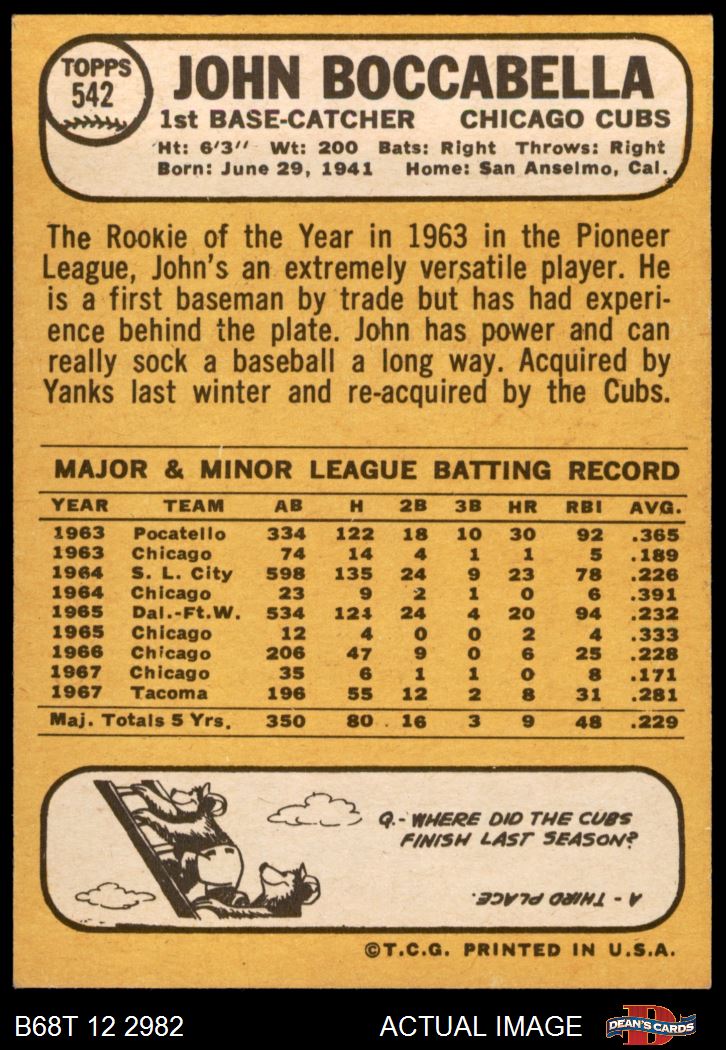 TOPPS
542
JOHN BOCCABELLA
1st BASE-CATCHER CHICAGO CUBS
Ht: 6'3" Wt: 200 Bats: Right Throws: Right
Born: June 29, 1941 Home: San Anselmo, Cal.
The Rookie of the Year in 1963 in the Pioneer
League, John's an extremely versatile player. He
is a first baseman by trade but has had experi-
ence behind the plate. John has power and can
really sock a baseball a long way. Acquired by
Yanks last winter and re-acquired by the Cubs.
MAJOR & MINOR LEAGUE BATTING RECORD
YEAR TEAM AB H 2B 3B HR RBI AVG.
1963 Pocatello 334 122 18 10 30 92 .365
1963 Chicago 74 14 4 1 1 5 .189
1964 S. L. City 598 135 24 9 23 78 .226
1964 Chicago 23 9 2 1 0 6 .391
1965 Dal.-Ft.W. 534 124 24 4 20 94 .232
1965 Chicago 12 4 0 0 2 4 .333
1966 Chicago 206 47 9 0 6 25 .228
1967 Chicago 35 6 1 1 0 8 .171
1967 Tacoma 196 55 12 2 8 31 .281
Maj. Totals 5 Yrs. 350 80 16 3 9 48 .229
Q.- WHERE DID THE CUBS
FINISH LAST SEASON?
A - THIRD PLACE.
©T.C.G. PRINTED IN U.S.A.
B68T 12 2982 ACTUAL IMAGE D DEAN'S CARDS